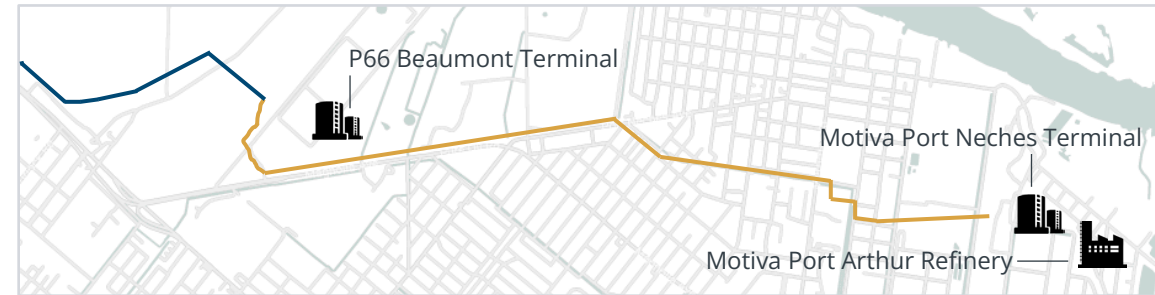 P66 Beaumont Terminal
Motiva Port Neches Terminal
Motiva Port Arthur Refinery